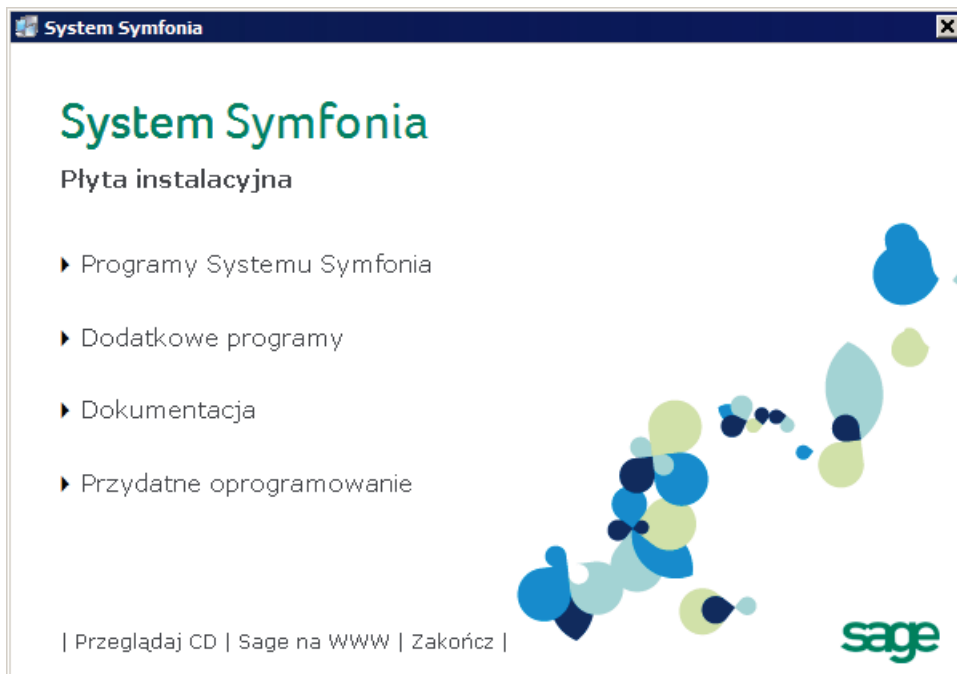 System Symfonia
System Symfonia
Płyta instalacyjna
Programy Systemu Symfonia
Dodatkowe programy
Dokumentacja
Przydatne oprogramowanie
| Przeglądaj CD | Sage na WWW | Zakończ |
sage